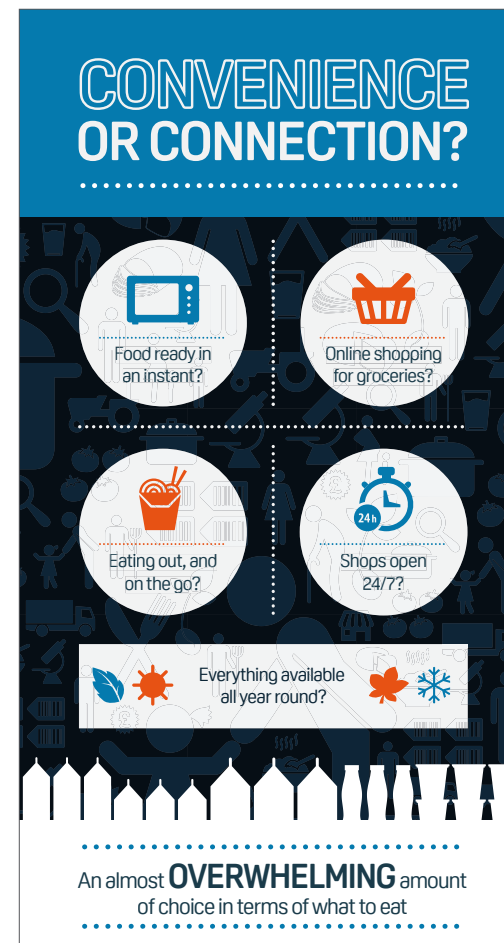 CONVENIENCE
OR CONNECTION?
Food ready in
an instant?
Online shopping
for groceries?
Eating out, and
on the go?
24h
Shops open
24/7?
Everything available
all year round?
An almost OVERWHELMING amount
of choice in terms of what to eat